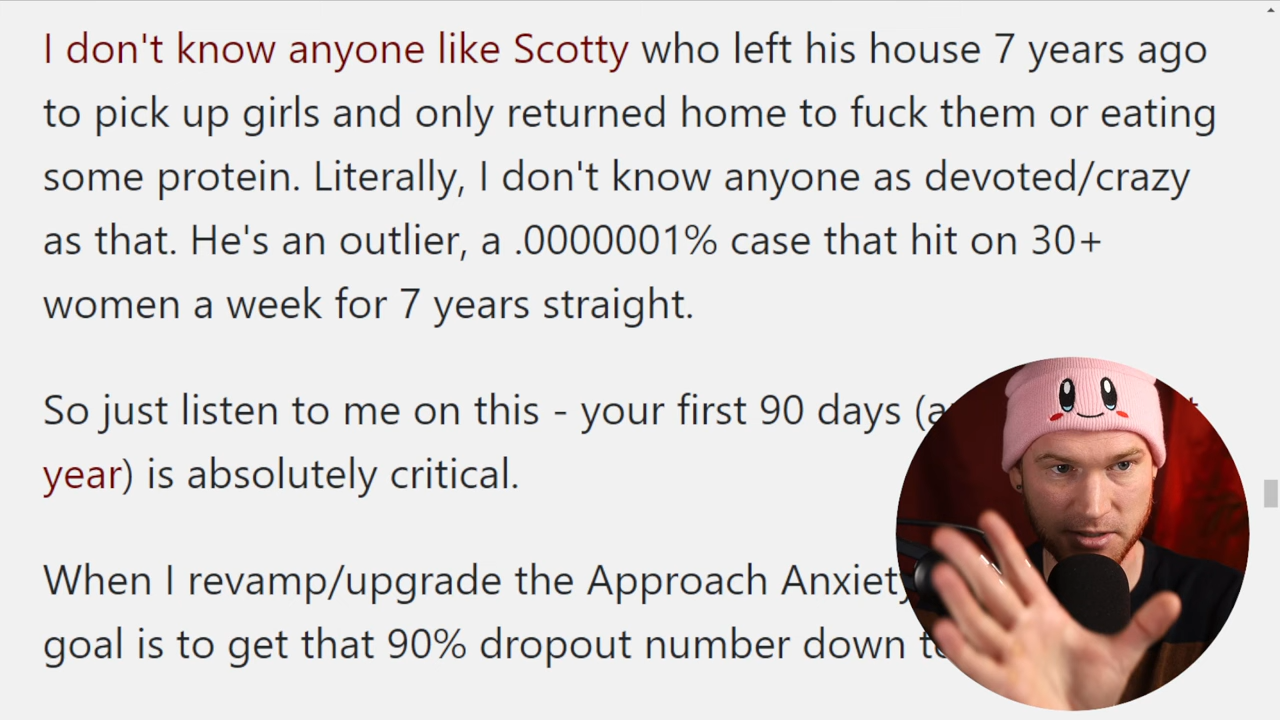 I don't know anyone like Scotty who left his house 7 years ago
to pick up girls and only returned home to fuck them or eating
some protein. Literally, I don't know anyone as devoted/crazy
as that. He's an outlier, a .0000001% case that hit on 30+
women a week for 7 years straight.
So just listen to me on this - your first 90 days
year) is absolutely critical.
When I revamp/upgrade the Approach Anxiety
goal is to get that 90% dropout number down